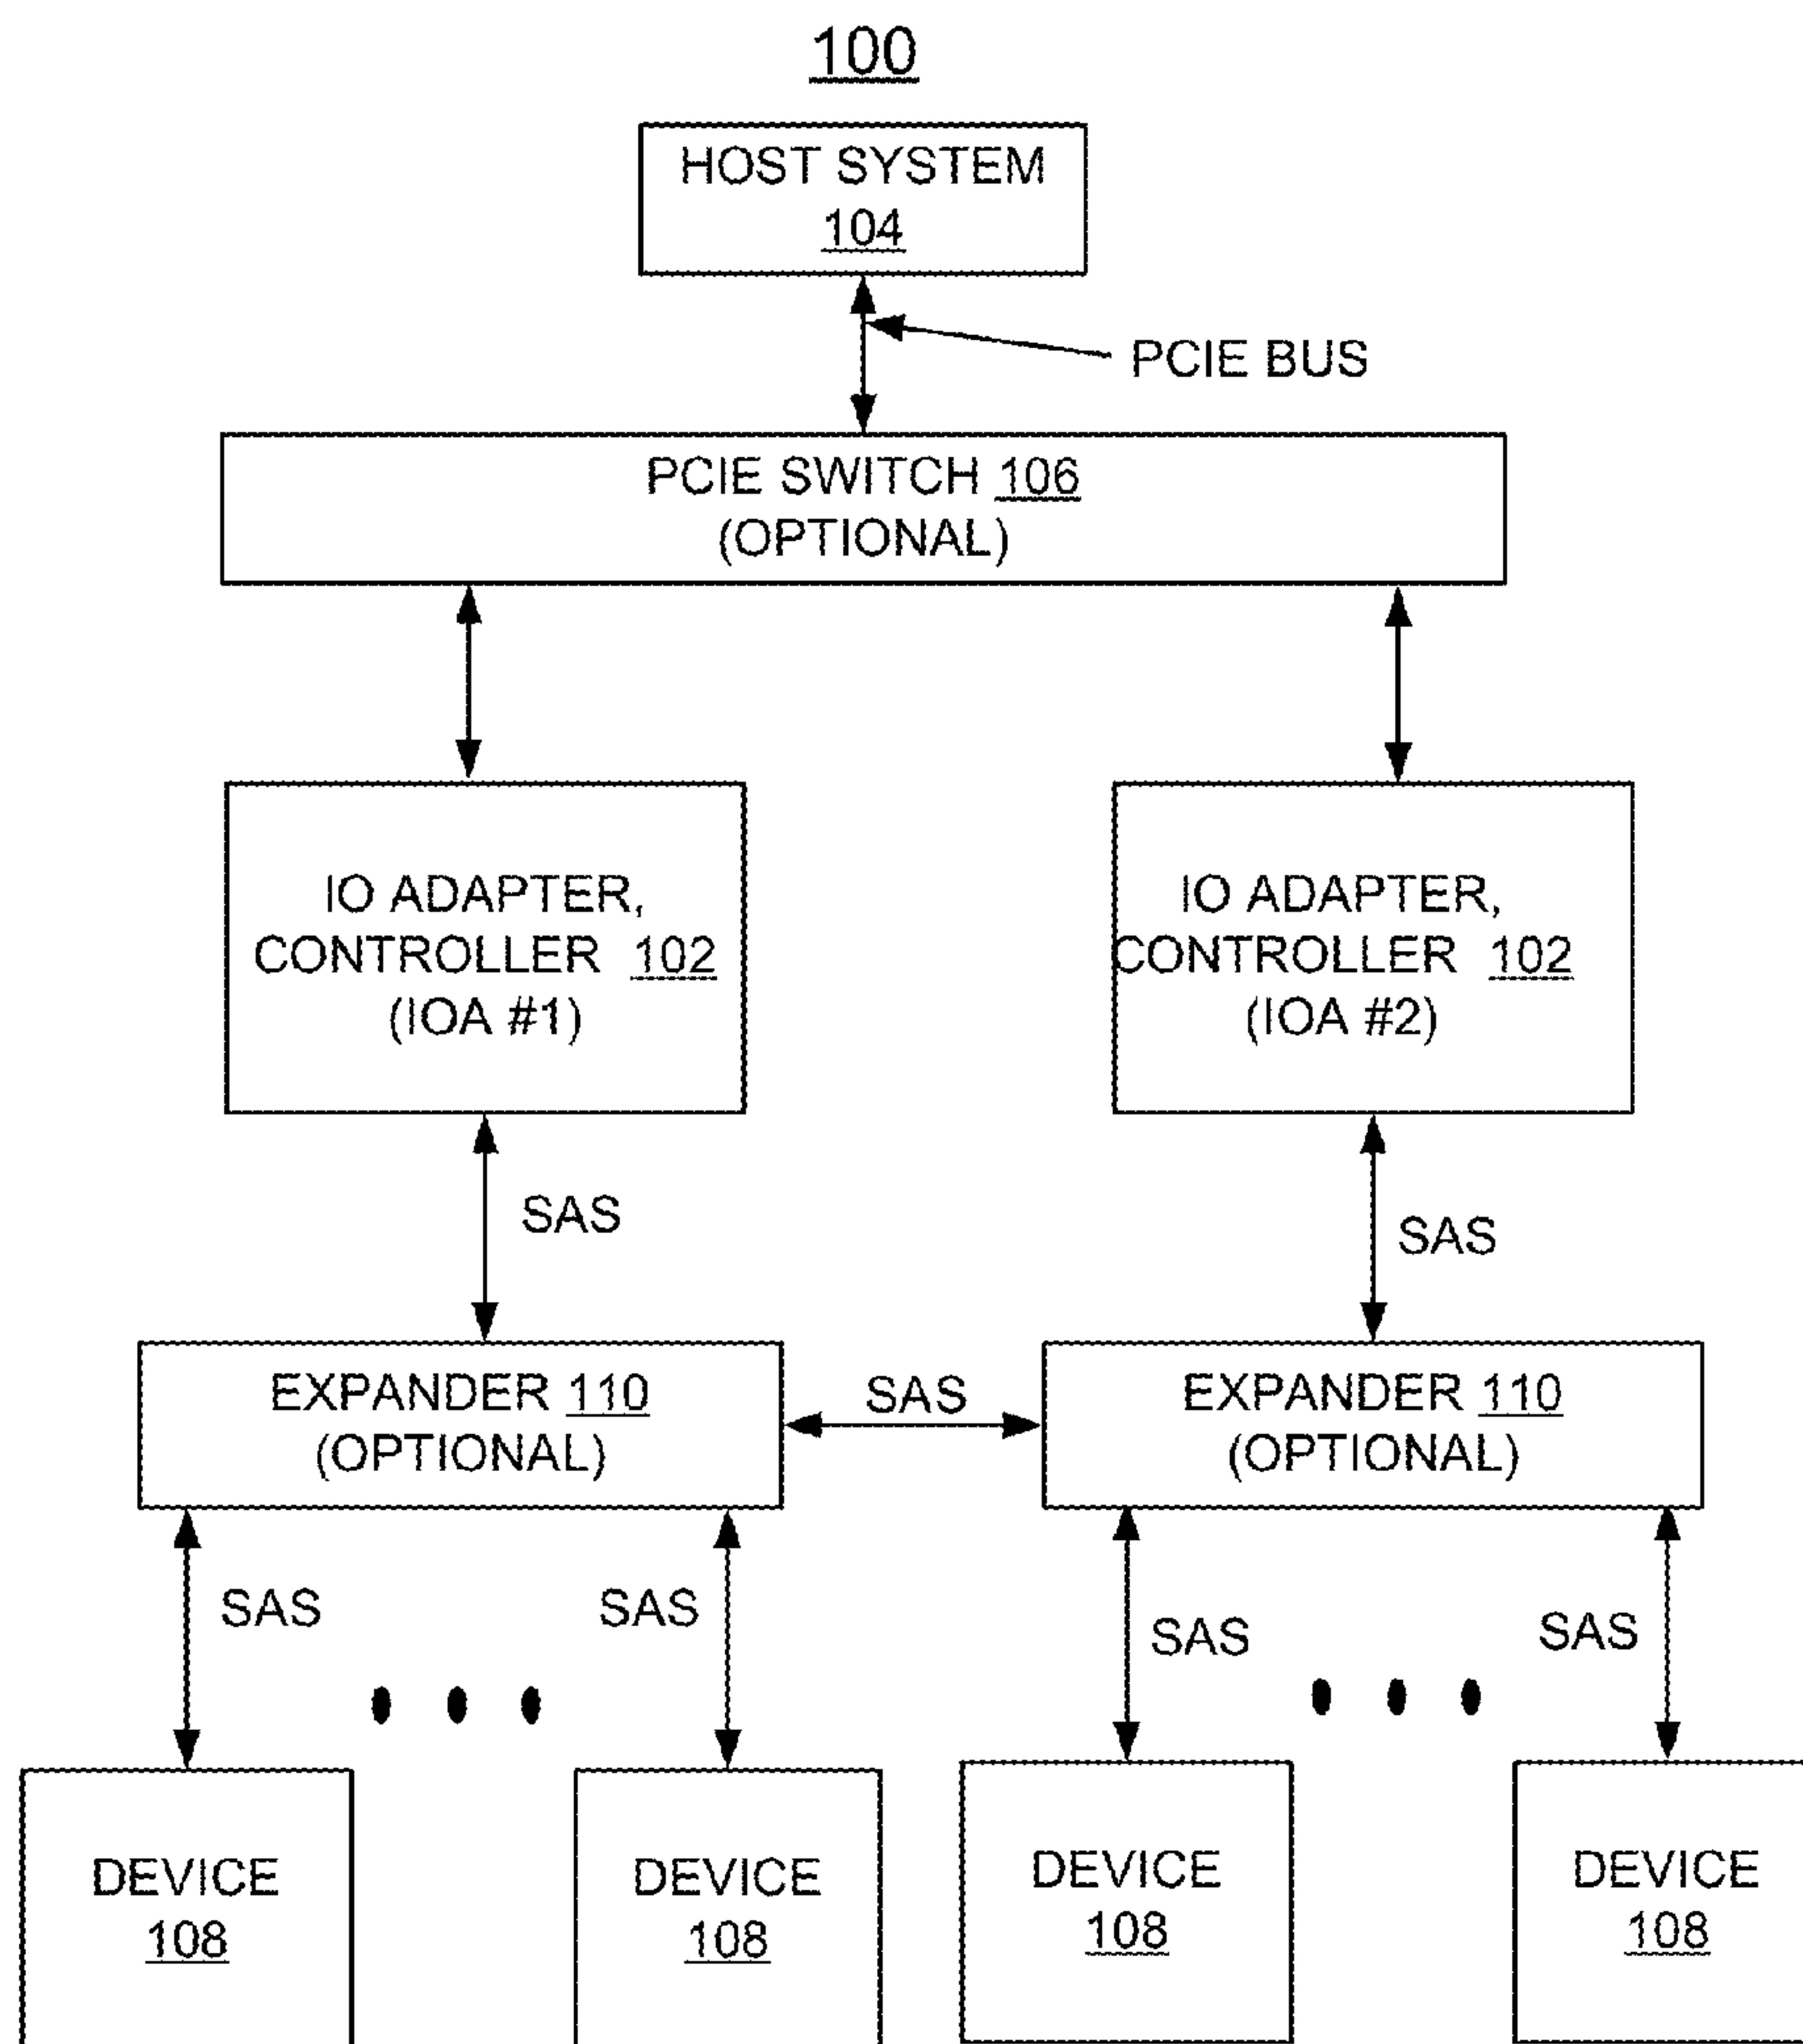 100
HOST SYSTEM
104
PCIE BUS
PCIE SWITCH 106
(OPTIONAL)
IO ADAPTER,
CONTROLLER 102
(IOA #1)
IO ADAPTER,
CONTROLLER 102
(IOA #2)
SAS
SAS
EXPANDER 110
(OPTIONAL)
SAS
EXPANDER 110
(OPTIONAL)
SAS
SAS
SAS
SAS
DEVICE
108
DEVICE
108
DEVICE
108
DEVICE
108